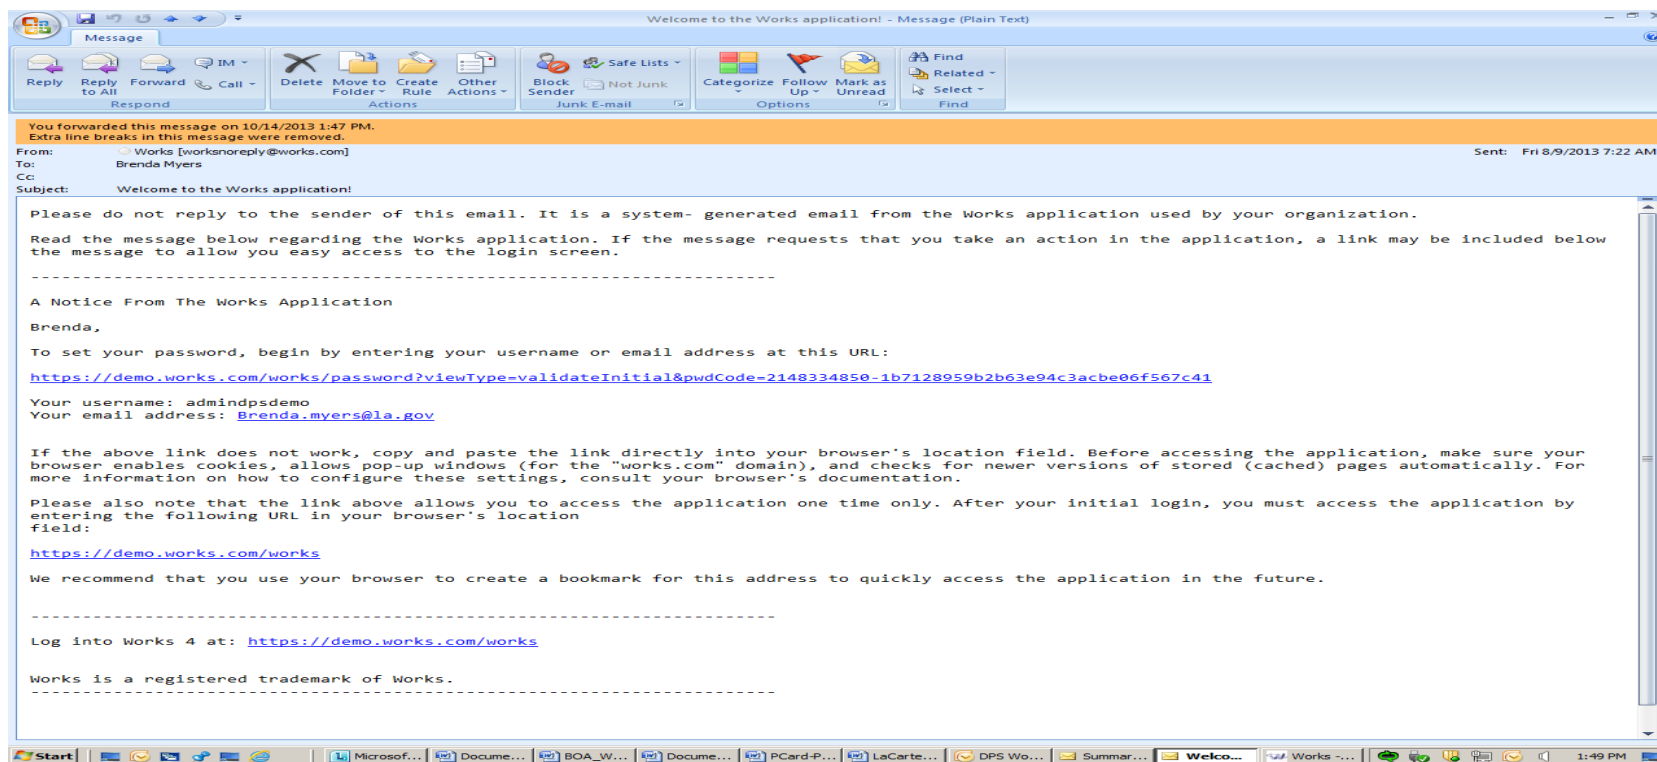 Welcome to the Works application! - Message (Plain Text)
Message
Reply
Reply to All
Forward
IM
Call
Respond
Delete
Move to Folder
Create Rule
Other Actions
Actions
Block Sender
Safe Lists
Not Junk
Junk E-mail
Categorize
Follow Up
Mark as Unread
Options
Find
Related
Select
Find
You forwarded this message on 10/14/2013 1:47 PM.
Extra line breaks in this message were removed.
From: Works [worksnoreply@works.com] Sent: Fri 8/9/2013 7:22 AM
To: Brenda Myers
Cc:
Subject: Welcome to the Works application!
Please do not reply to the sender of this email. It is a system- generated email from the Works application used by your organization.
Read the message below regarding the Works application. If the message requests that you take an action in the application, a link may be included below
the message to allow you easy access to the login screen.
------------------------------------------------------------------------
A Notice From The Works Application
Brenda,
To set your password, begin by entering your username or email address at this URL:
https://demo.works.com/works/password?viewType=validateInitial&pwdCode=2148334850-1b7128959b2b63e94c3acbe06f567c41
Your username: admindpsdemo
Your email address: Brenda.myers@la.gov
If the above link does not work, copy and paste the link directly into your browser's location field. Before accessing the application, make sure your
browser enables cookies, allows pop-up windows (for the "works.com" domain), and checks for newer versions of stored (cached) pages automatically. For
more information on how to configure these settings, consult your browser's documentation.
Please also note that the link above allows you to access the application one time only. After your initial login, you must access the application by
entering the following URL in your browser's location
field:
https://demo.works.com/works
We recommend that you use your browser to create a bookmark for this address to quickly access the application in the future.
------------------------------------------------------------------------
Log into Works 4 at: https://demo.works.com/works
Works is a registered trademark of Works.
------------------------------------------------------------------------
Start Microsof... Docume... BOA_W... Docume... PCard-P... LaCarte... DPS Wo... Summar... Welco... Works -... 1:49 PM